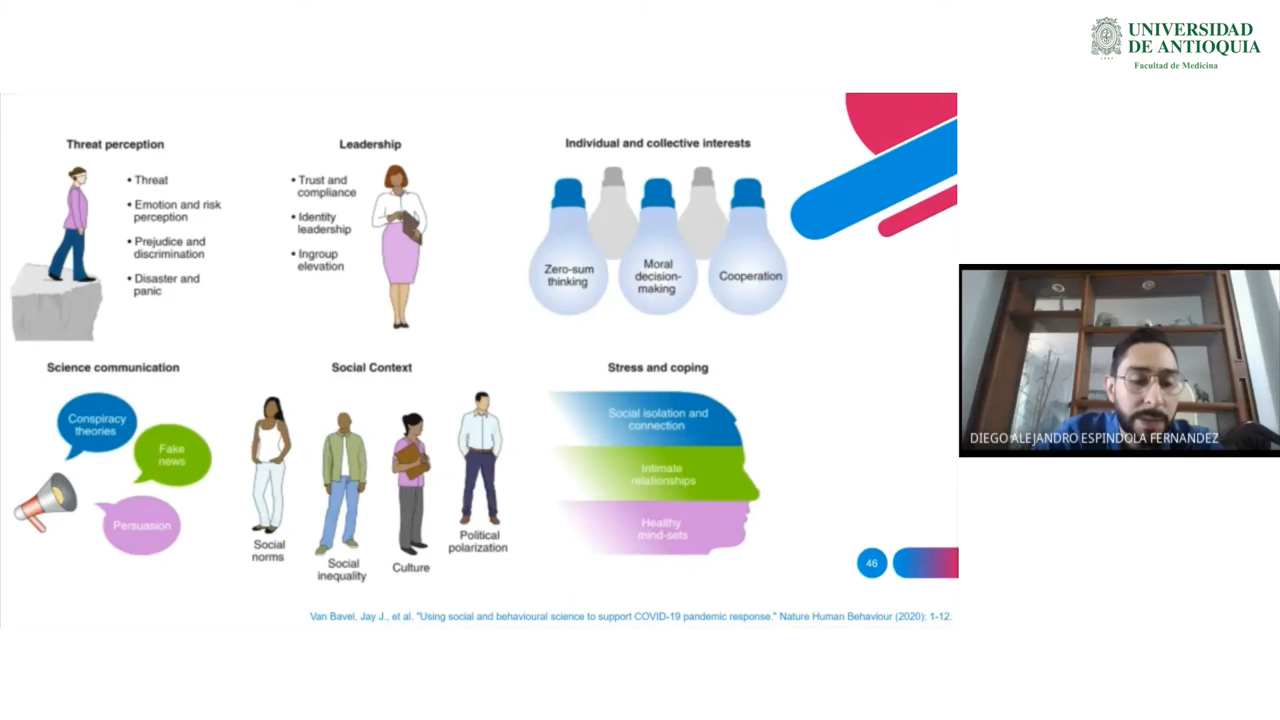 UNIVERSIDAD
DE ANTIOQUIA
Facultad de Medicina
Threat perception
• Threat
• Emotion and risk
perception
• Prejudice and
discrimination
• Disaster and
panic
Leadership
• Trust and
compliance
• Identity
leadership
• Ingroup
elevation
Individual and collective interests
Zero-sum
thinking
Moral
decision-
making
Cooperation
Science communication
Conspiracy
theories
Fake
news
Persuasion
Social Context
Social
norms
Social
inequality
Culture
Political
polarization
Stress and coping
Social isolation and
connection
Intimate
relationships
Healthy
mind-sets
46
Van Bavel, Jay J., et al. "Using social and behavioural science to support COVID-19 pandemic response." Nature Human Behaviour (2020): 1-12.
DIEGO ALEJANDRO ESPINDOLA FERNANDEZ